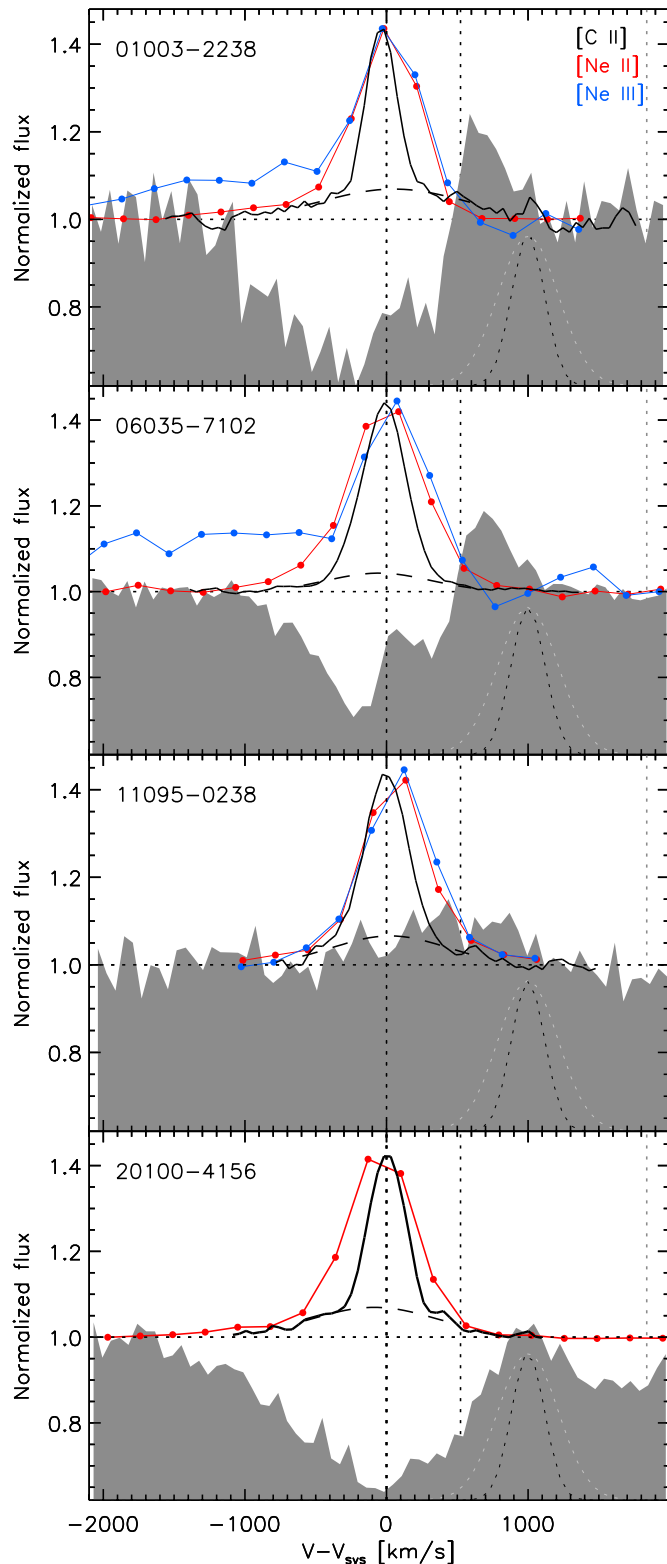 01003−2238
[C II]
[Ne II]
[Ne III]
1.4
1.2
1.0
0.8
Normalized flux
06035−7102
1.4
1.2
1.0
0.8
Normalized flux
11095−0238
1.4
1.2
1.0
0.8
Normalized flux
20100−4156
1.4
1.2
1.0
0.8
Normalized flux
−2000 −1000 0 1000
V−Vsys [km/s]